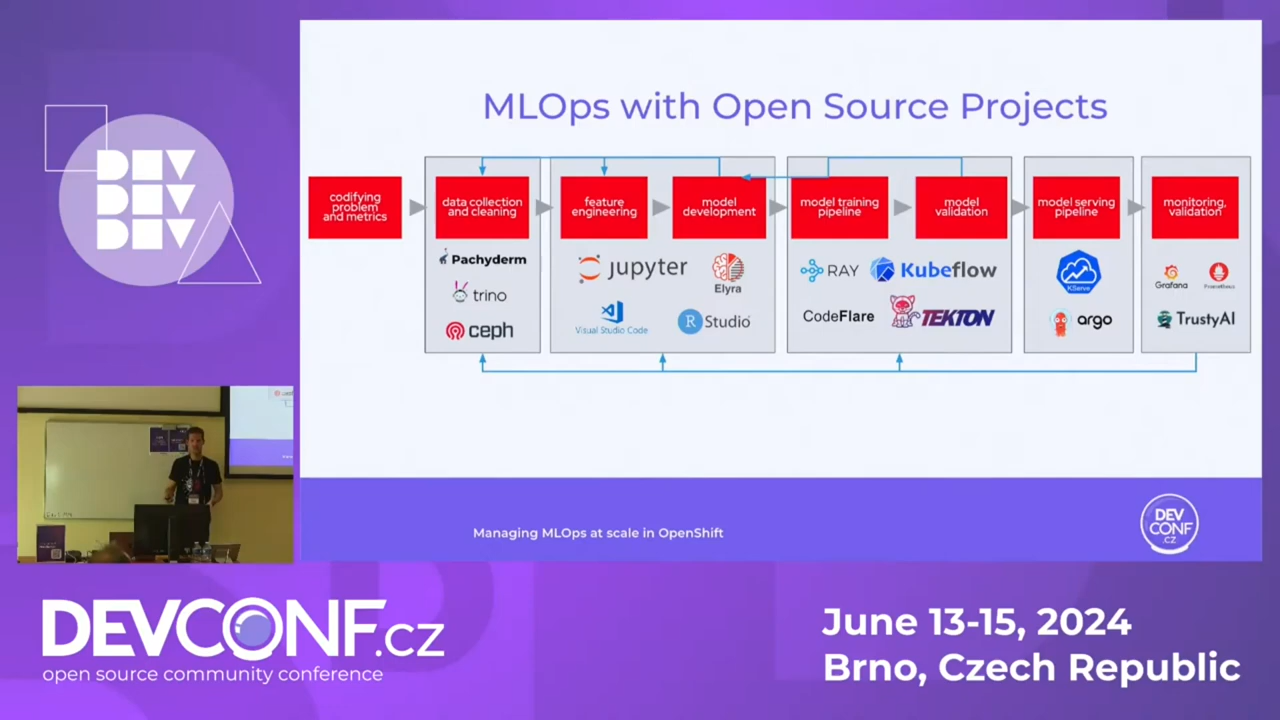 MLOps with Open Source Projects
codifying
problem
and metrics
data collection
and cleaning
feature
engineering
model
development
model training
pipeline
model
validation
model serving
pipeline
monitoring,
validation,
Pachyderm
trino
ceph
jupyter
Elyra
Visual Studio Code
R Studio
RAY
Kubeflow
CodeFlare
TEKTON
KServe
argo
Grafana
Prometheus
TrustyAI
Managing MLOps at scale in OpenShift
DEV
CONF
.CZ
DEV
DEV
DEV
DEVCONF.cz
open source community conference
June 13-15, 2024
Brno, Czech Republic